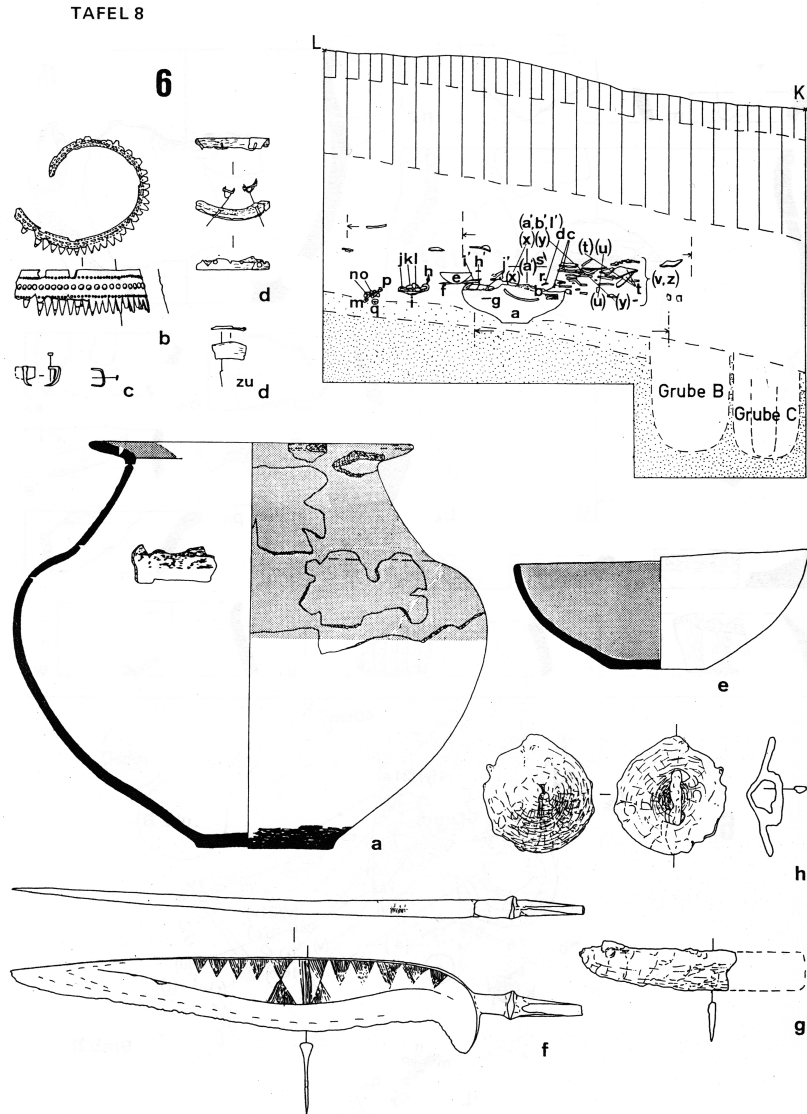 TAFEL 8
6
L
K
(a',b',l')
(x)(y) d c (t)(u)
i' h' j' (x) (a') s'
j k l h
n o p
m q
f e r b t
g a
(u) (y)
(v, z)
a
Grube B
Grube C
b
c
d
zu d
a
e
h
f
g